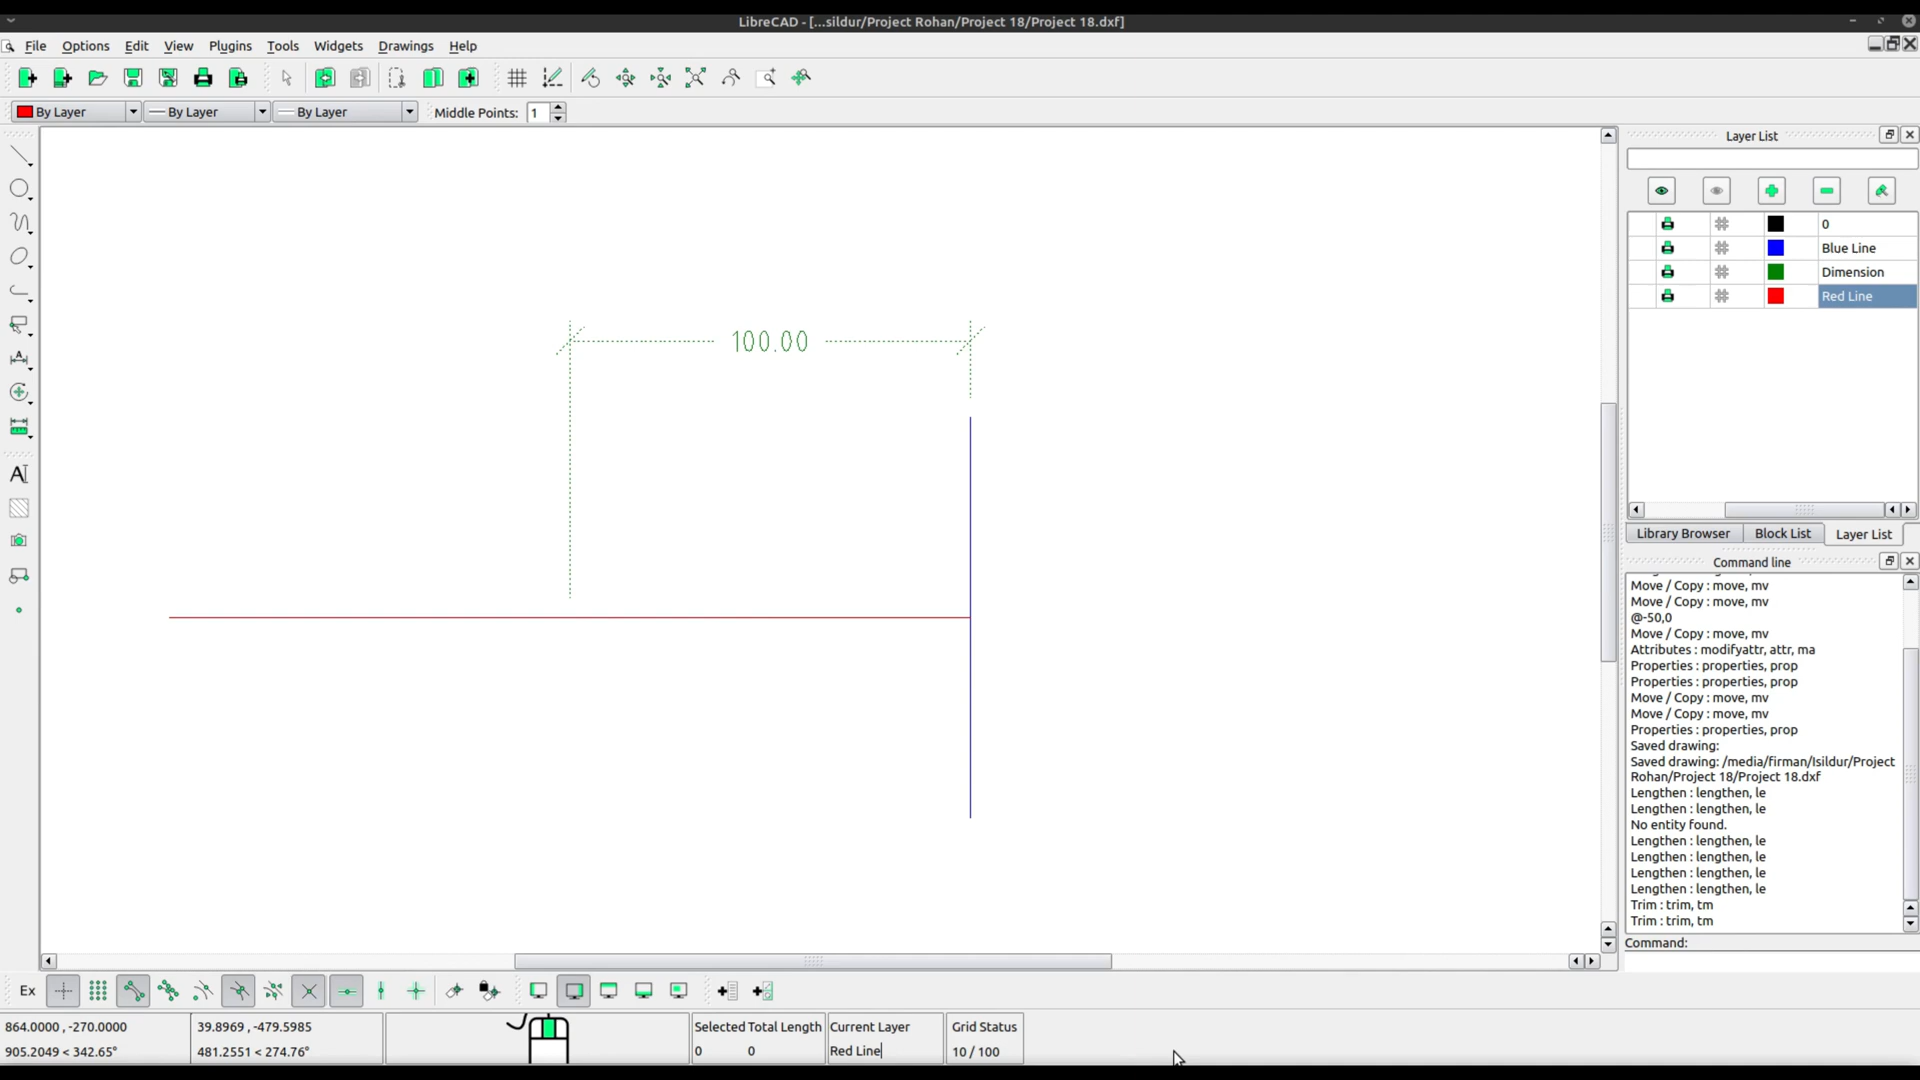 LibreCAD - [...sildur/Project Rohan/Project 18/Project 18.dxf]
File Options Edit View Plugins Tools Widgets Drawings Help
By Layer By Layer By Layer Middle Points: 1
Layer List
0
Blue Line
Dimension
Red Line
100.00
Library Browser Block List Layer List
Command line
Move / Copy : move, mv
Move / Copy : move, mv
@-50,0
Move / Copy : move, mv
Attributes : modifyattr, attr, ma
Properties : properties, prop
Properties : properties, prop
Move / Copy : move, mv
Move / Copy : move, mv
Properties : properties, prop
Saved drawing:
Saved drawing: /media/firman/Isildur/Project
Rohan/Project 18/Project 18.dxf
Lengthen : lengthen, le
Lengthen : lengthen, le
No entity found.
Lengthen : lengthen, le
Lengthen : lengthen, le
Lengthen : lengthen, le
Lengthen : lengthen, le
Trim : trim, tm
Trim : trim, tm
Command:
Ex
864.0000 , -270.0000 39.8969 , -479.5985 Selected Total Length Current Layer Grid Status
905.2049 < 342.65° 481.2551 < 274.76° 0 0 Red Line 10 / 100